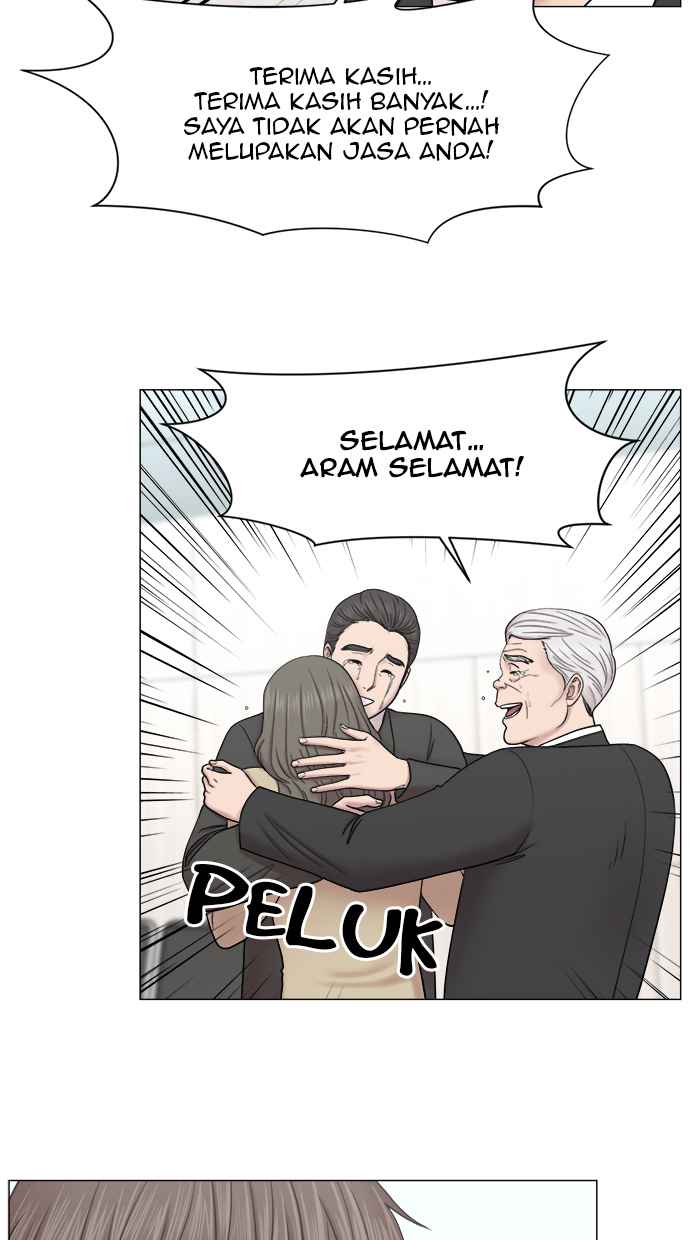 TERIMA KASIH...
TERIMA KASIH BANYAK...!
SAYA TIDAK AKAN PERNAH
MELUPAKAN JASA ANDA!
SELAMAT...
ARAM SELAMAT!
PELUK